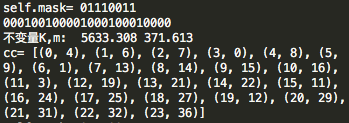 self.mask= 01110011
000100100001000100010000
不变量K,m:  5633.308 371.613
cc= [(0, 4), (1, 6), (2, 7), (3, 0), (4, 8), (5,
9), (6, 1), (7, 13), (8, 14), (9, 15), (10, 16),
(11, 3), (12, 19), (13, 21), (14, 22), (15, 11),
(16, 24), (17, 25), (18, 27), (19, 12), (20, 29),
(21, 31), (22, 32), (23, 36)]